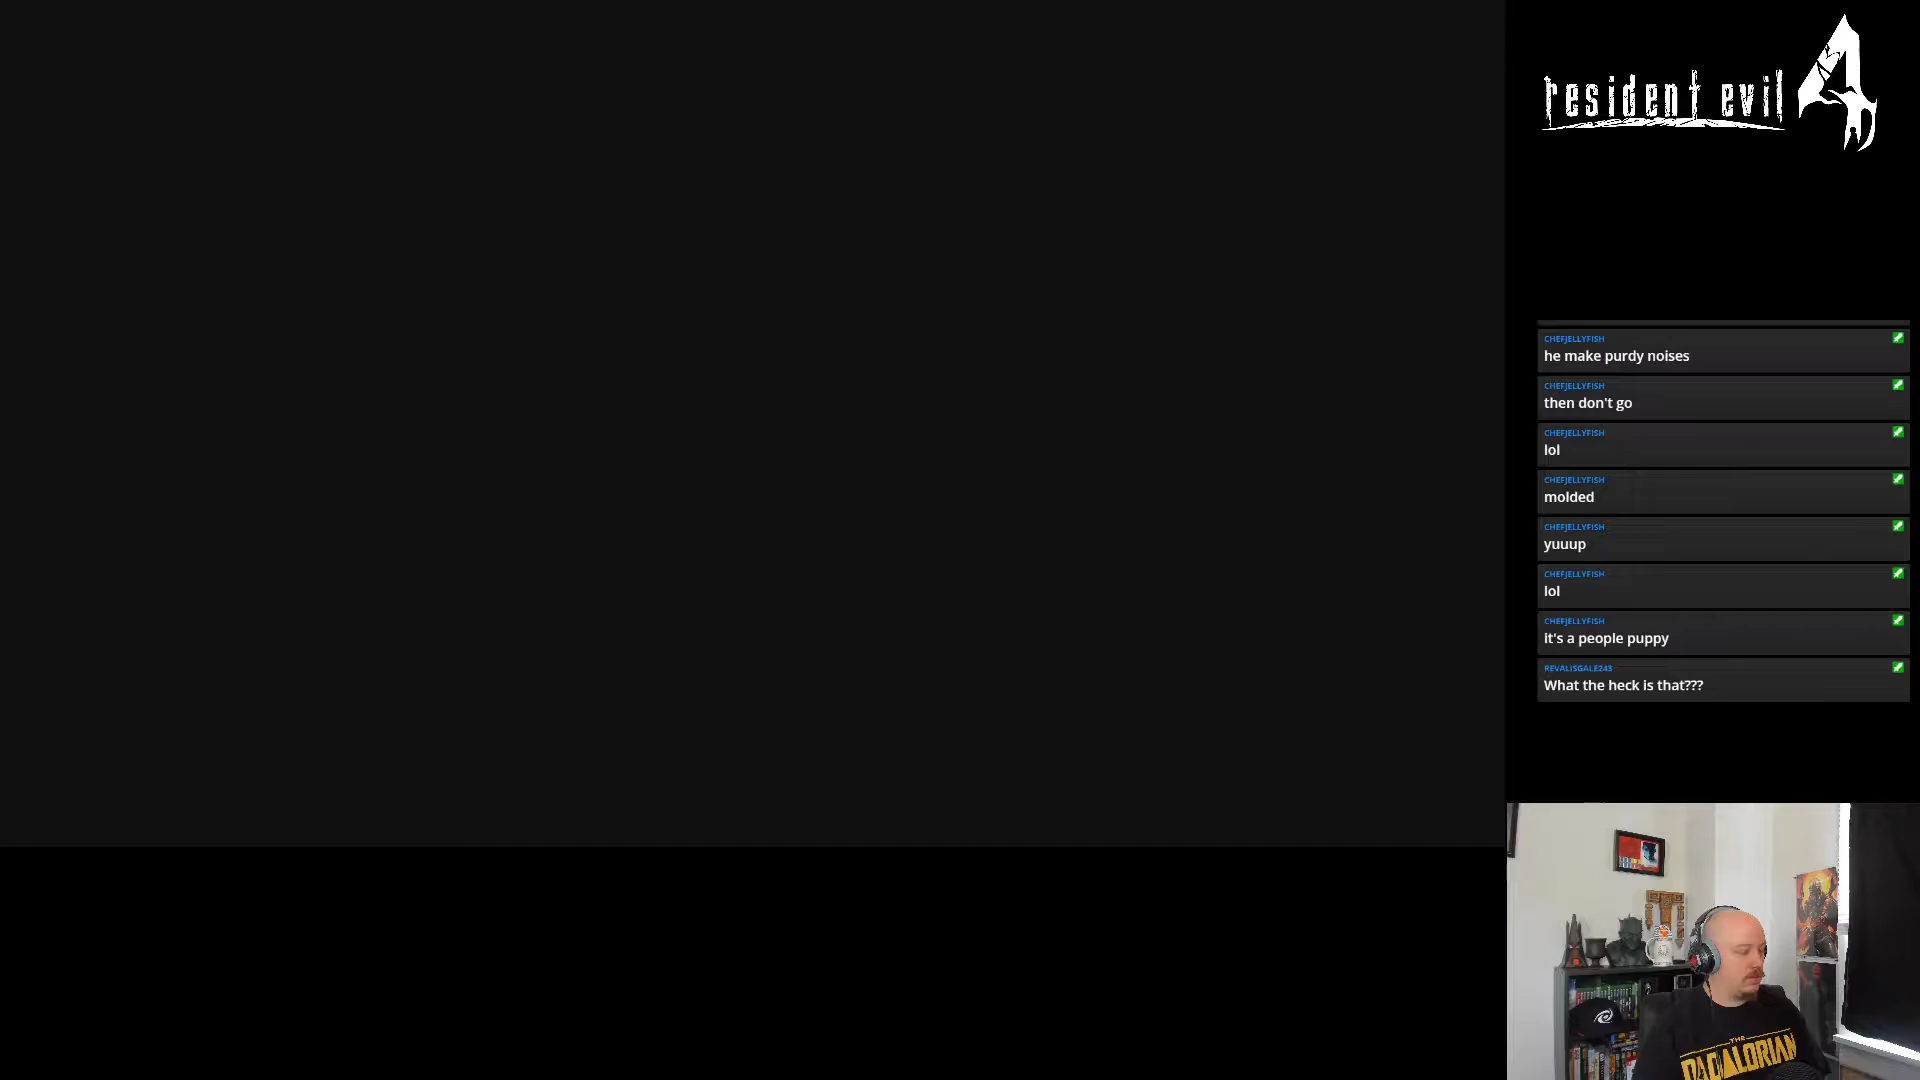 resident evil 4
CHEFJELLYFISH
he make purdy noises
CHEFJELLYFISH
then don't go
CHEFJELLYFISH
lol
CHEFJELLYFISH
molded
CHEFJELLYFISH
yuuup
CHEFJELLYFISH
lol
CHEFJELLYFISH
it's a people puppy
REVALISGALE243
What the heck is that???
THE
DADALORIAN